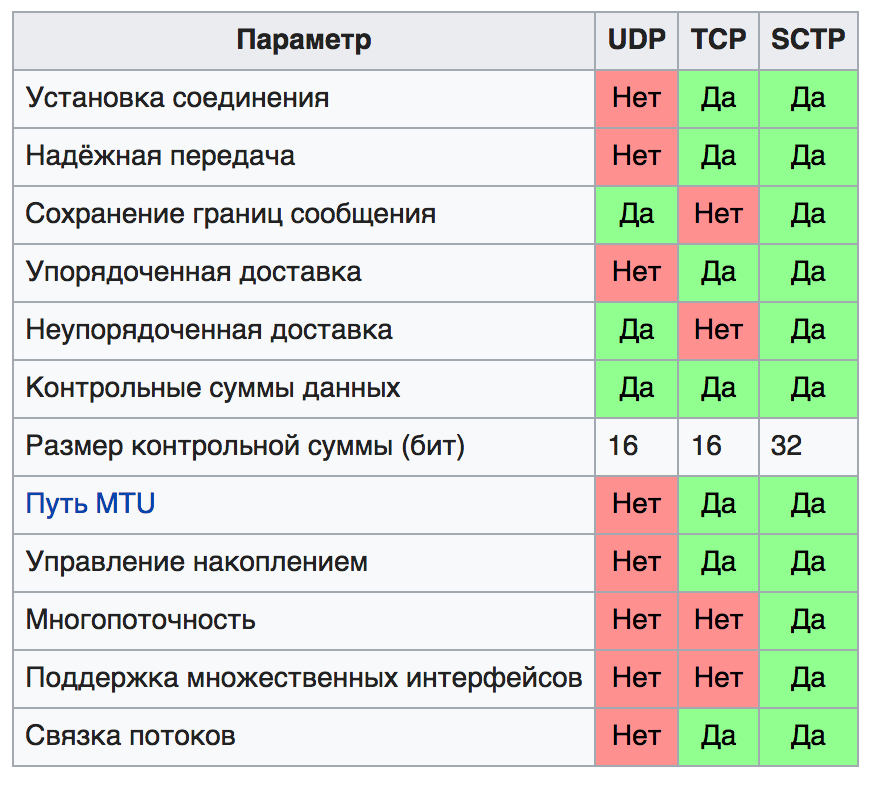 Параметр UDP TCP SCTP
Установка соединения Нет Да Да
Надёжная передача Нет Да Да
Сохранение границ сообщения Да Нет Да
Упорядоченная доставка Нет Да Да
Неупорядоченная доставка Да Нет Да
Контрольные суммы данных Да Да Да
Размер контрольной суммы (бит) 16 16 32
Путь MTU Нет Да Да
Управление накоплением Нет Да Да
Многопоточность Нет Нет Да
Поддержка множественных интерфейсов Нет Нет Да
Связка потоков Нет Да Да